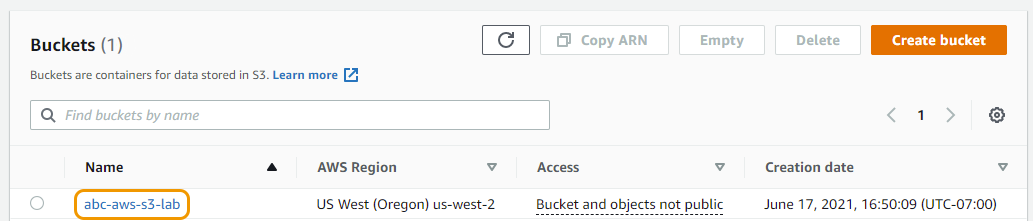 Buckets (1)
Copy ARN
Empty
Delete
Create bucket
Buckets are containers for data stored in S3. Learn more
Find buckets by name
1
Name
AWS Region
Access
Creation date
abc-aws-s3-lab
US West (Oregon) us-west-2
Bucket and objects not public
June 17, 2021, 16:50:09 (UTC-07:00)